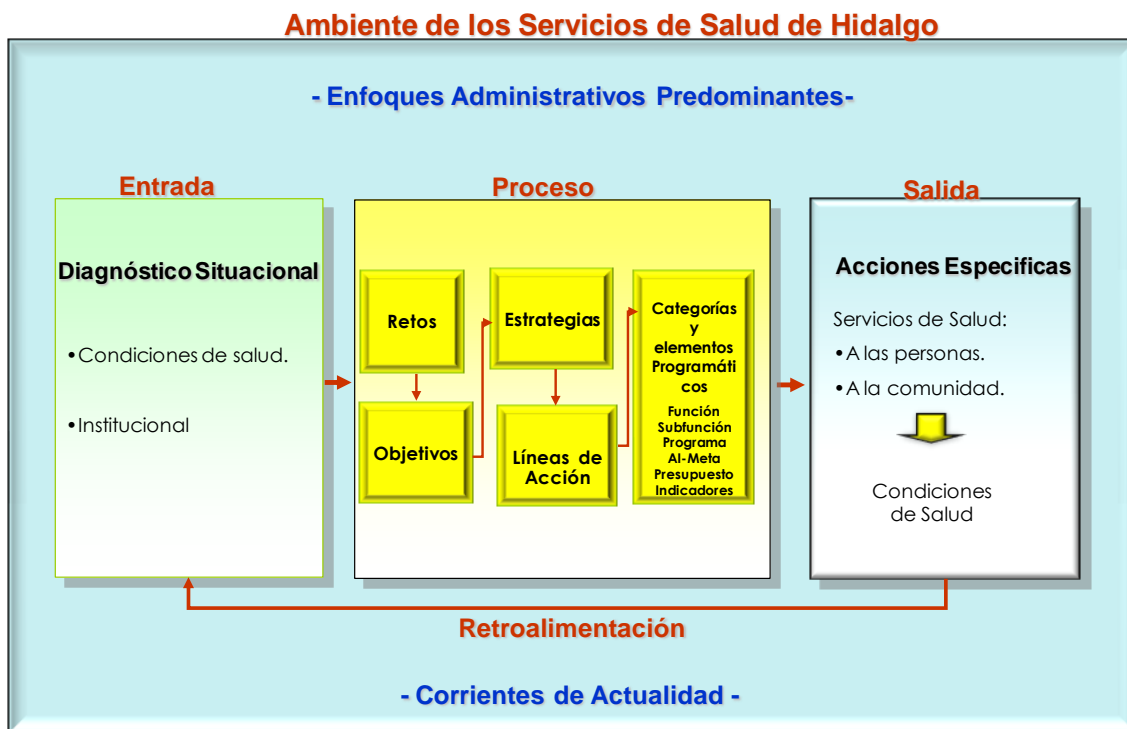 Ambiente de los Servicios de Salud de Hidalgo
- Enfoques Administrativos Predominantes-
Entrada
Diagnóstico Situacional
•Condiciones de salud.
•Institucional
Proceso
Retos
Objetivos
Estrategias
Líneas de
Acción
Categorías
y
elementos
Programáti
cos
Función
Subfunción
Programa
AI-Meta
Presupuesto
Indicadores
Salida
Acciones Especificas
Servicios de Salud:
•A las personas.
•A la comunidad.
Condiciones
de Salud
Retroalimentación
- Corrientes de Actualidad -